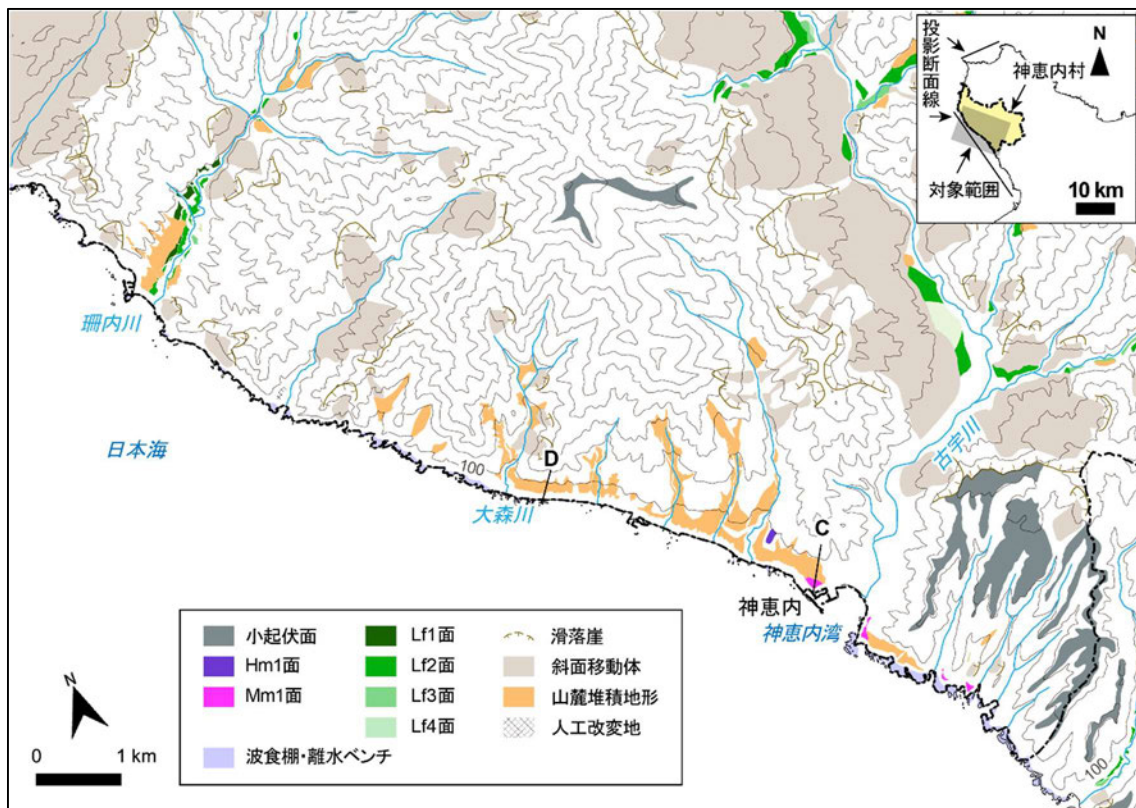 投影断面線
N
神恵内村
対象範囲
10 km
珊内川
日本海
100
D
大森川
古宇川
C
神恵内
神恵内湾
100
N
0 1 km
小起伏面
Hm1面
Mm1面
波食棚・離水ベンチ
Lf1面
Lf2面
Lf3面
Lf4面
滑落崖
斜面移動体
山麓堆積地形
人工改変地